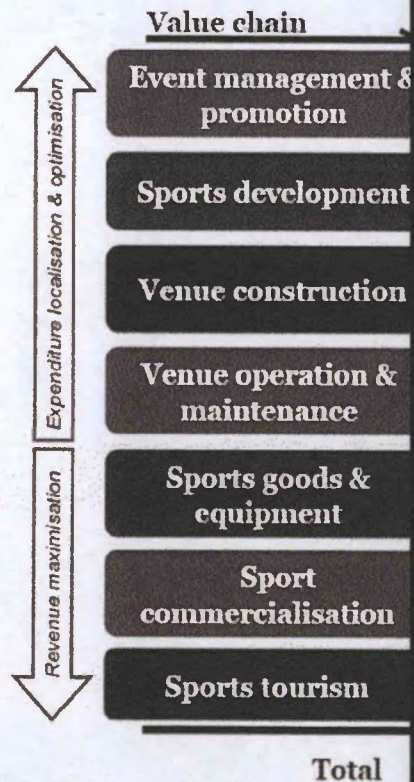 Value chain
Expenditure localisation & optimisation
Event management &
promotion
Sports development
Venue construction
Venue operation &
maintenance
Revenue maximisation
Sports goods &
equipment
Sport
commercialisation
Sports tourism
Total